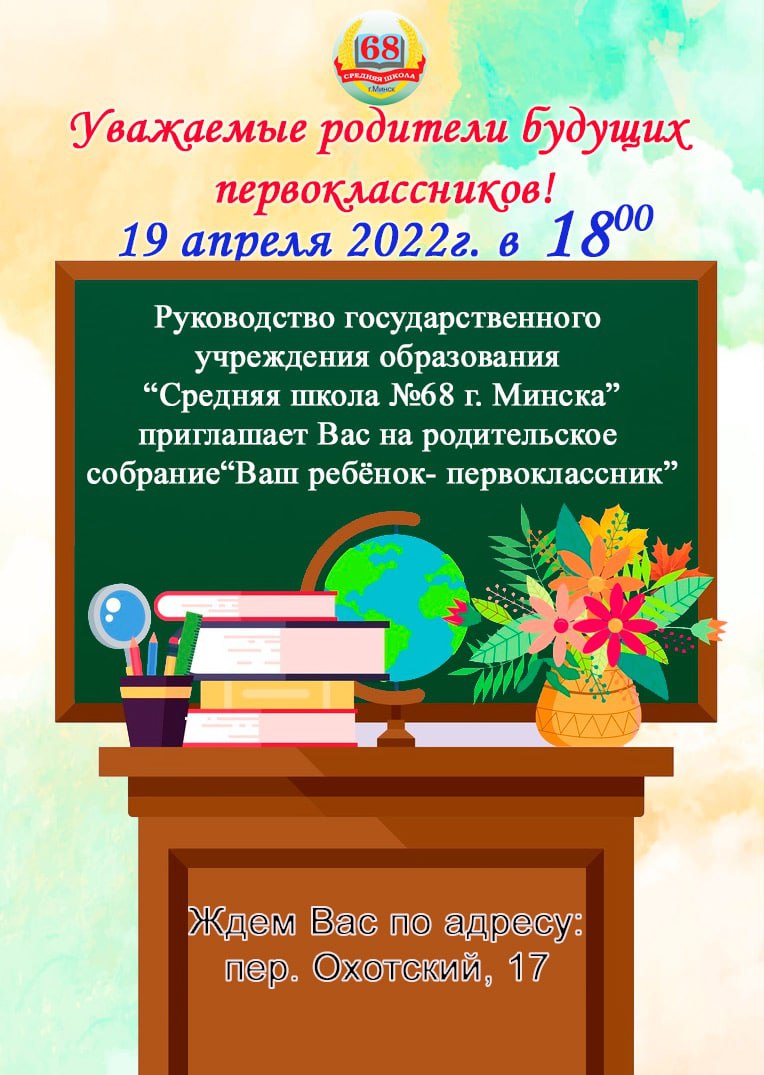 68
СРЕДНЯЯ ШКОЛА
г.Минск
Уважаемые родители будущих
первоклассников!
19 апреля 2022г. в 18⁰⁰
Руководство государственного
учреждения образования
“Средняя школа №68 г. Минска”
приглашает Вас на родительское
собрание“Ваш ребёнок- первоклассник”
Ждем Вас по адресу:
пер. Охотский, 17